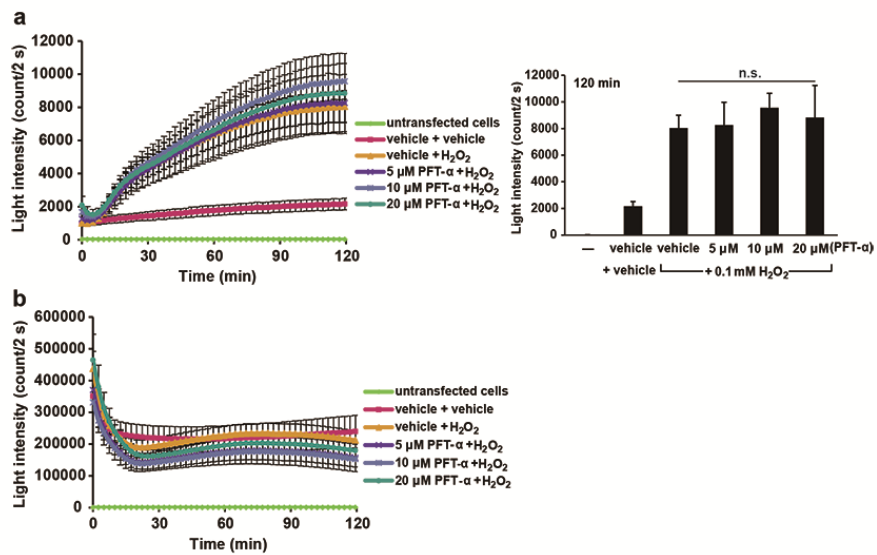 a
12000
10000
8000
6000
4000
2000
0
Light intensity (count/2 s)
0 30 60 90 120
Time (min)
untransfected cells
vehicle + vehicle
vehicle + H₂O₂
5 µM PFT-α + H₂O₂
10 µM PFT-α + H₂O₂
20 µM PFT-α + H₂O₂
120 min
n.s.
12000
10000
8000
6000
4000
2000
0
Light intensity (count/2 s)
— vehicle vehicle 5 µM 10 µM 20 µM (PFT-α)
+ vehicle + 0.1 mM H₂O₂
b
600000
500000
400000
300000
200000
100000
0
Light intensity (count/2 s)
0 30 60 90 120
Time (min)
untransfected cells
vehicle + vehicle
vehicle + H₂O₂
5 µM PFT-α + H₂O₂
10 µM PFT-α + H₂O₂
20 µM PFT-α + H₂O₂